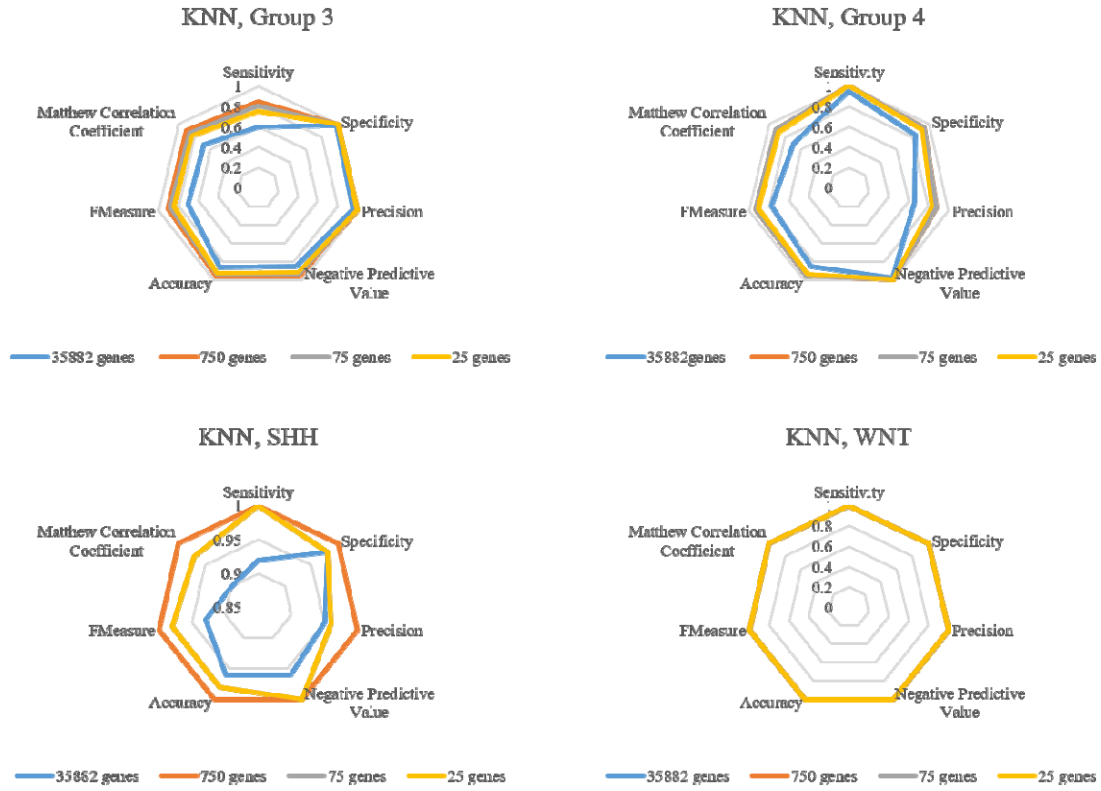 KNN, Group 3
Sensitivity
1
Matthew Correlation
Coefficient
0.8
Specificity
0.6
0.4
0.2
0
FMeasure
Precision
Accuracy
Negative Predictive
Value
35882 genes
750 genes
75 genes
25 genes
KNN, Group 4
Sensitivity
1
Matthew Correlation
Coefficient
0.8
Specificity
0.6
0.4
0.2
0
FMeasure
Precision
Accuracy
Negative Predictive
Value
35882genes
750 genes
75 genes
25 genes
KNN, SHH
Sensitivity
1
Matthew Correlation
Coefficient
Specificity
0.95
0.9
0.85
FMeasure
Precision
Accuracy
Negative Predictive
Value
35882 genes
750 genes
75 genes
25 genes
KNN, WNT
Sensitivity
1
Matthew Correlation
Coefficient
0.8
Specificity
0.6
0.4
0.2
0
FMeasure
Precision
Accuracy
Negative Predictive
Value
35882 genes
750 genes
75 genes
25 genes